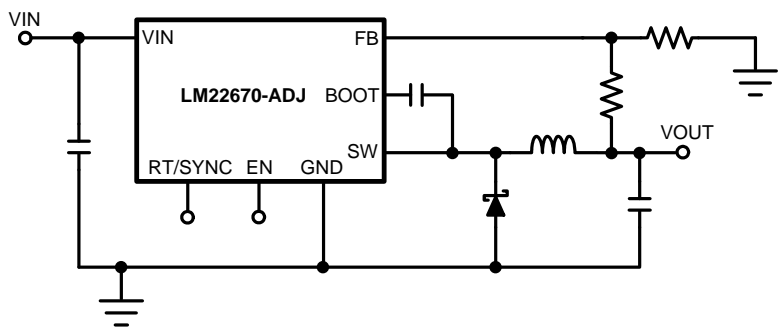 VIN
VIN
FB
LM22670-ADJ
BOOT
SW
VOUT
RT/SYNC
EN
GND